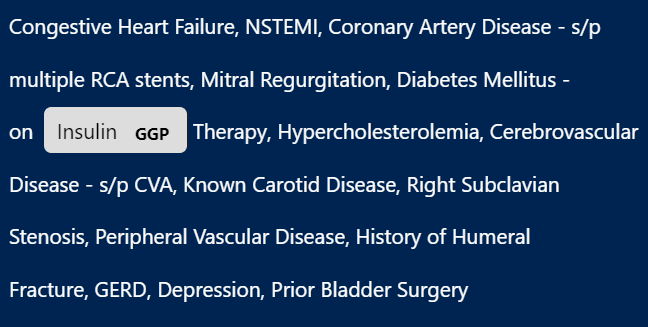 Congestive Heart Failure, NSTEMI, Coronary Artery Disease - s/p
multiple RCA stents, Mitral Regurgitation, Diabetes Mellitus -
on Insulin GGP Therapy, Hypercholesterolemia, Cerebrovascular
Disease - s/p CVA, Known Carotid Disease, Right Subclavian
Stenosis, Peripheral Vascular Disease, History of Humeral
Fracture, GERD, Depression, Prior Bladder Surgery